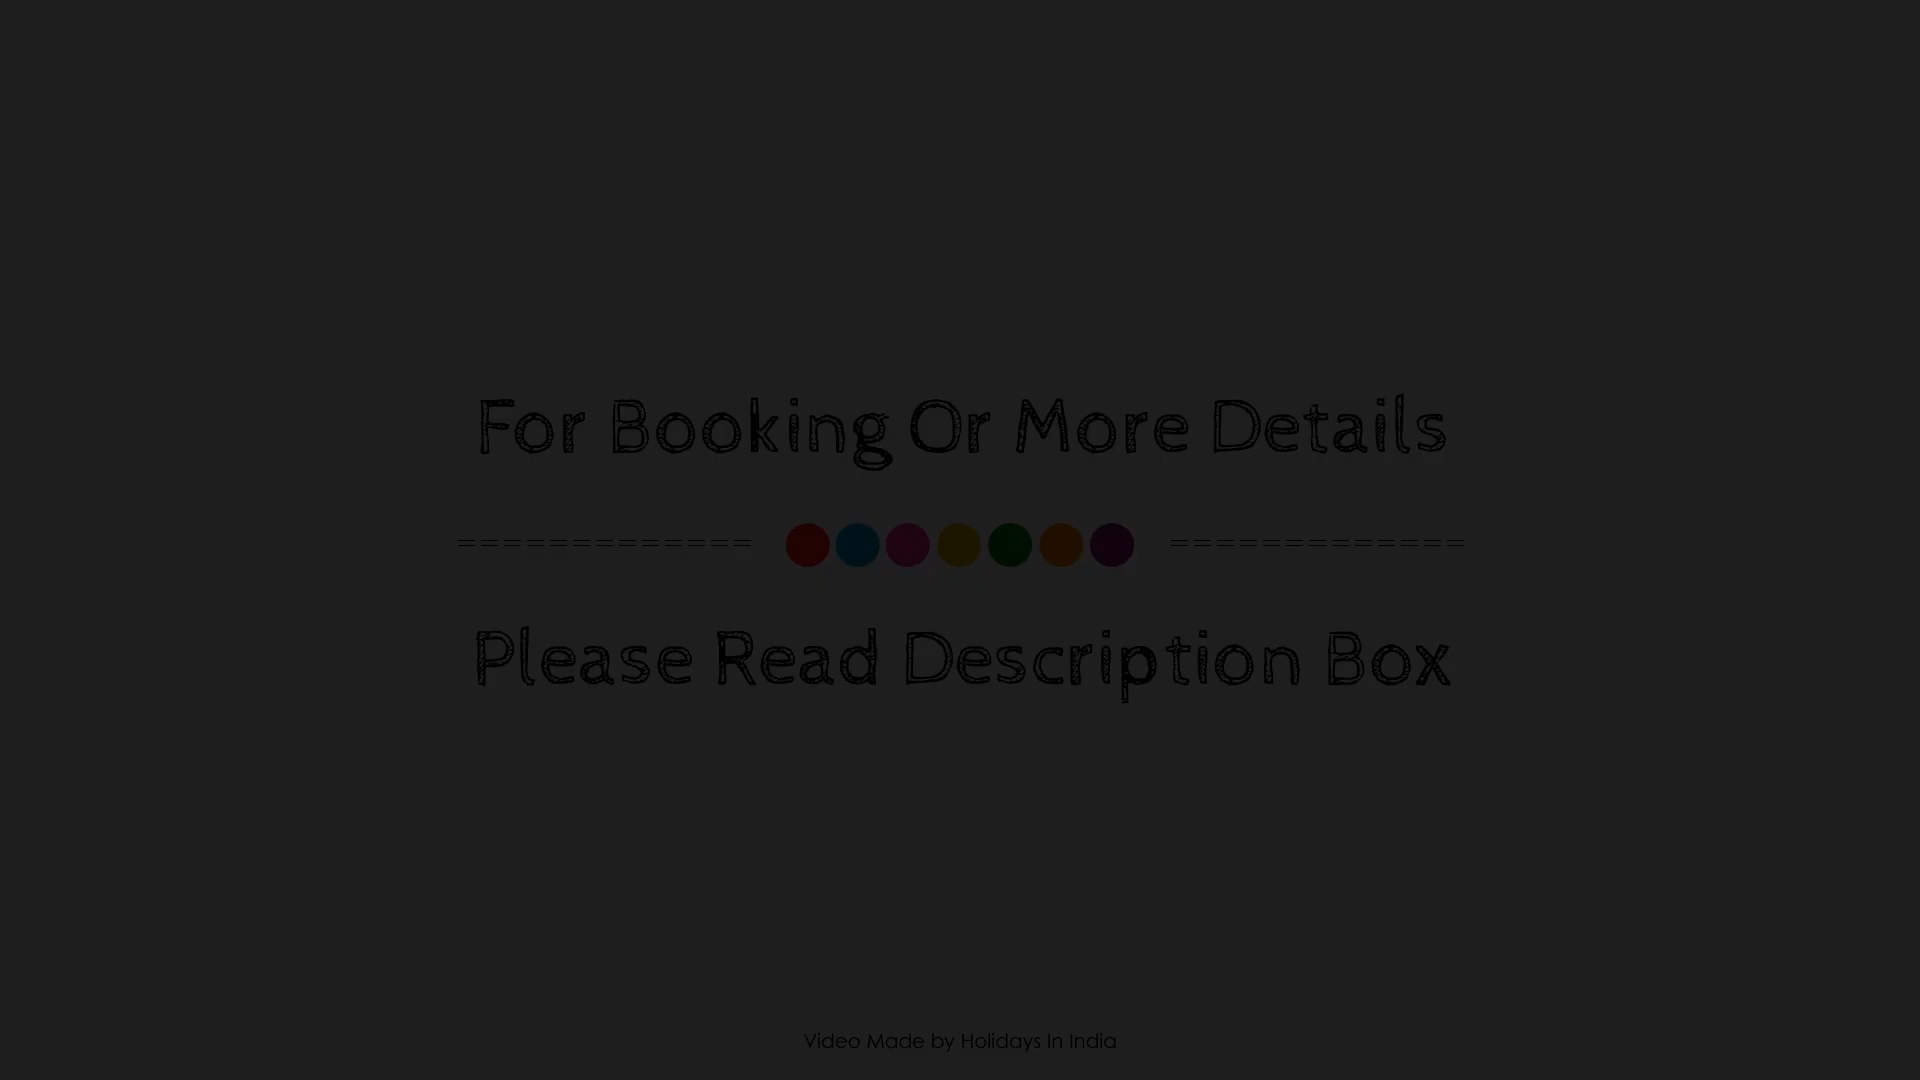 For Booking Or More Details
============= =============
Please Read Description Box
Video Made by Holidays In India